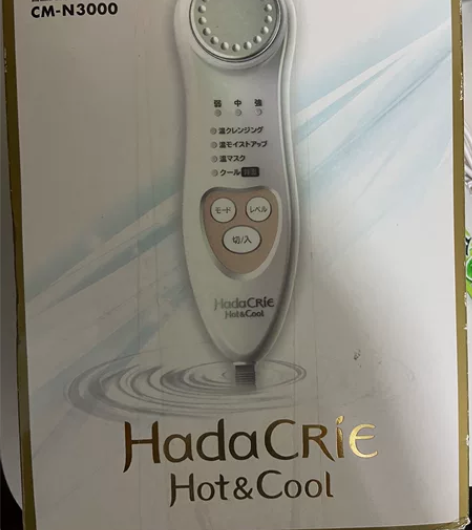 CM-N3000
弱 中 強
温クレンジング
温モイストアップ
温マスク
クール
モード レベル
切/入
HadaCRiE
Hot&Cool
HadaCRiE
Hot&Cool